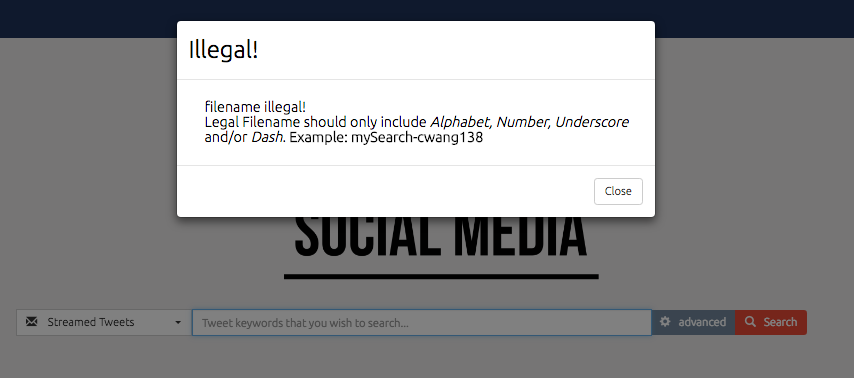 Illegal!
filename illegal!
Legal Filename should only include Alphabet, Number, Underscore
and/or Dash. Example: mySearch-cwang138
Close
SOCIAL MEDIA
Streamed Tweets
Tweet keywords that you wish to search...
advanced
Search